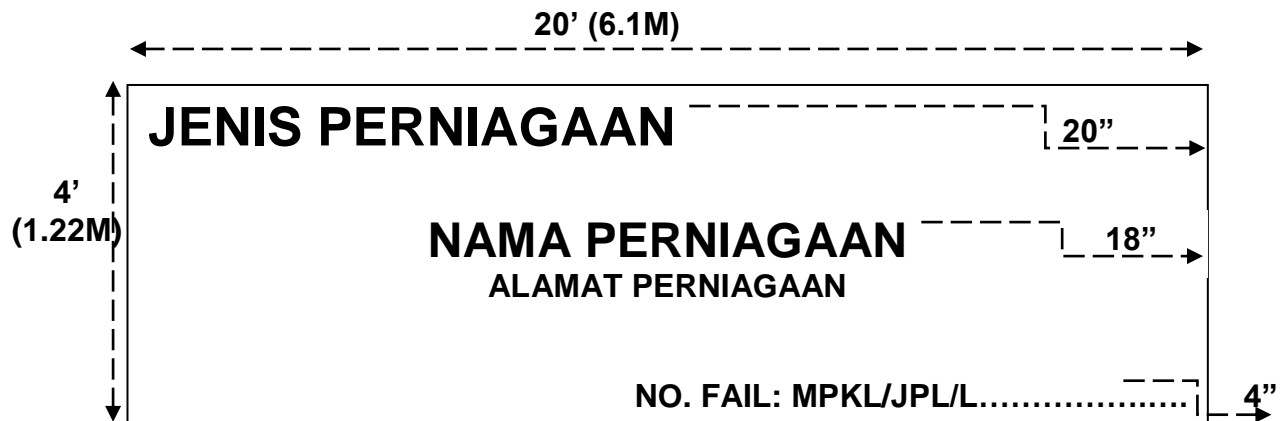 20’ (6.1M)
JENIS PERNIAGAAN
20”
4’
(1.22M)
NAMA PERNIAGAAN
18”
ALAMAT PERNIAGAAN
NO. FAIL: MPKL/JPL/L…………………
4”